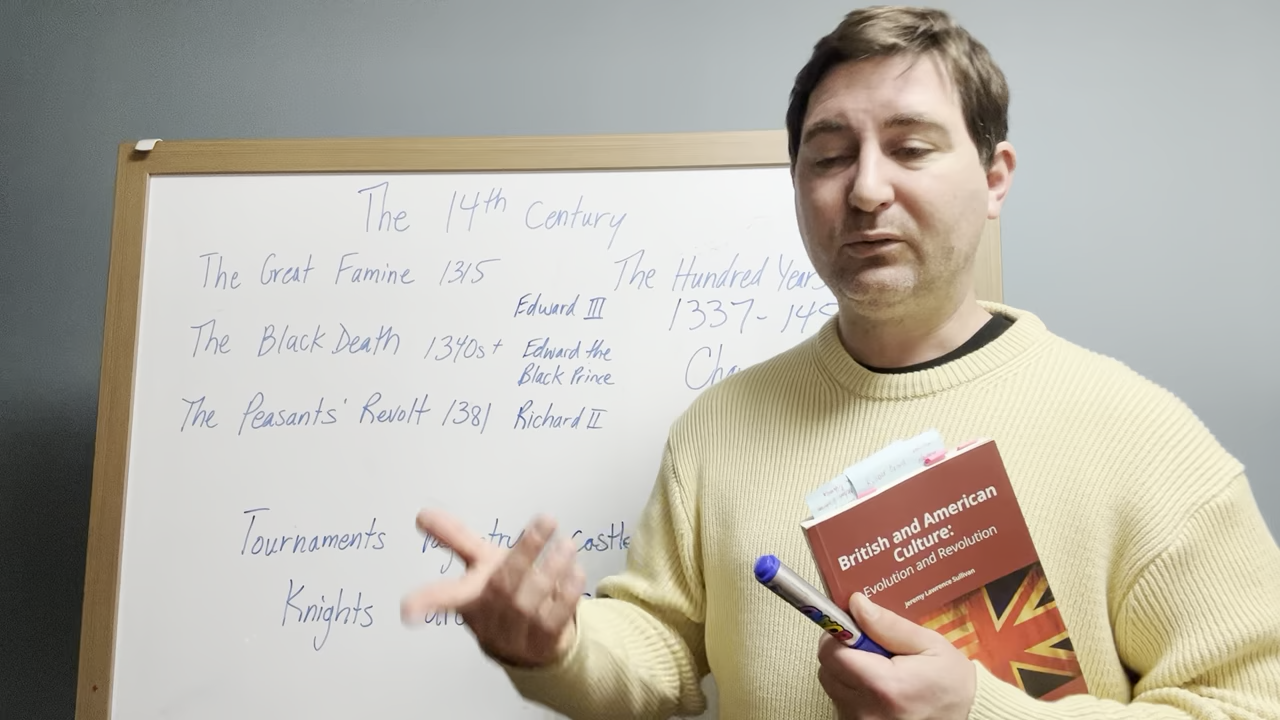 The 14th Century
The Great Famine 1315
The Black Death 1340s+
The Peasants' Revolt 1381
Edward III
Edward the
Black Prince
Richard II
The Hundred Years
1337-
Tournaments
Knights
British and American
Culture:
Evolution and Revolution
Jeremy Lawrence Sullivan